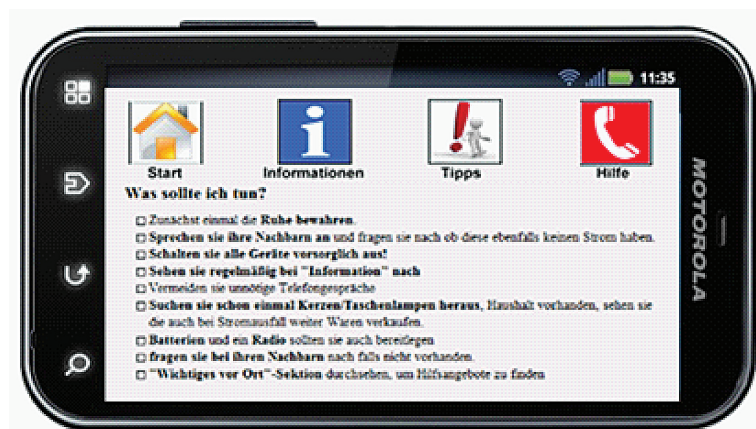 11:35
Start Informationen Tipps Hilfe
Was sollte ich tun?
Zunächst einmal die Ruhe bewahren.
Sprechen sie ihre Nachbarn an und fragen sie nach ob diese ebenfalls keinen Strom haben.
Schalten sie alle Geräte vorsorglich aus!
Sehen sie regelmäßig bei "Information" nach
Vermeiden sie unnötige Telefongespräche
Suchen sie schon einmal Kerzen/Taschenlampen heraus, Haushalt vorhanden, sehen sie
die auch bei Stromausfall weiter Waren verkaufen.
Batterien und ein Radio sollten sie auch bereitlegen
fragen sie bei ihren Nachbarn nach falls nicht vorhanden.
"Wichtiges vor Ort"-Sektion durchsehen, um Hilfsangebote zu finden
MOTOROLA